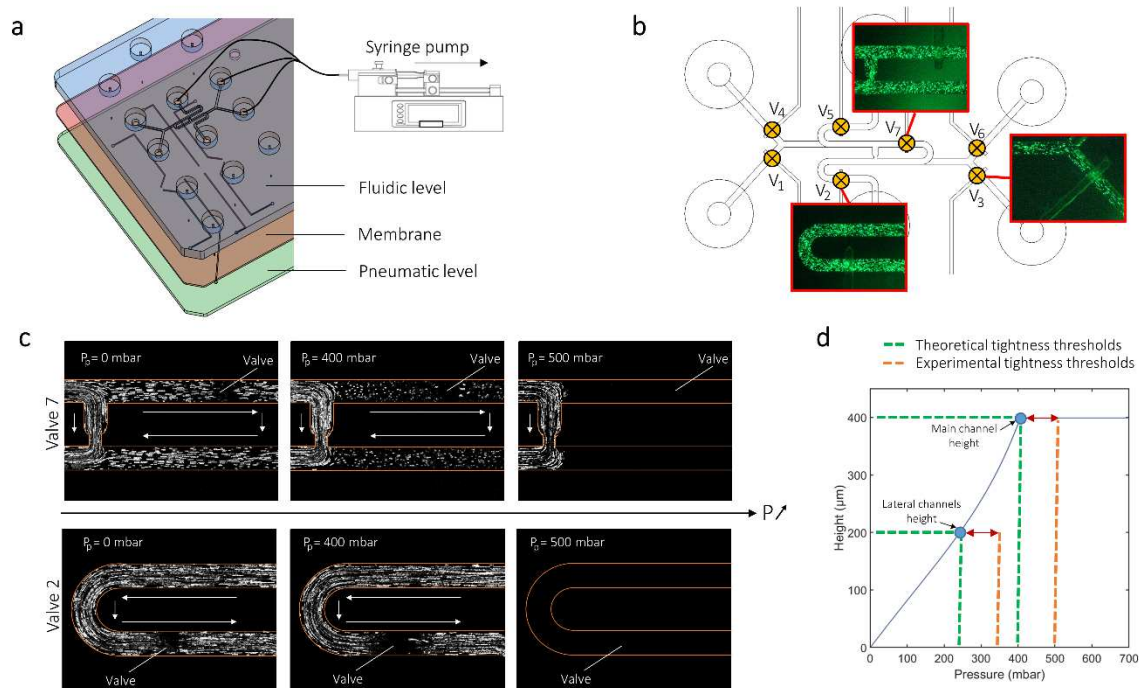 a
Syringe pump
Fluidic level
Membrane
Pneumatic level
b
V4
V5
V7
V6
V1
V2
V3
c
Pp = 0 mbar
Valve
Pp = 400 mbar
Valve
Pp = 500 mbar
Valve
Valve 7
P↗
Pp = 0 mbar
Valve
Pp = 400 mbar
Valve
Pp = 500 mbar
Valve
Valve 2
d
Theoretical tightness thresholds
Experimental tightness thresholds
Main channel
height
Lateral channels
height
Height (µm)
400
300
200
100
0
0 100 200 300 400 500 600 700
Pressure (mbar)